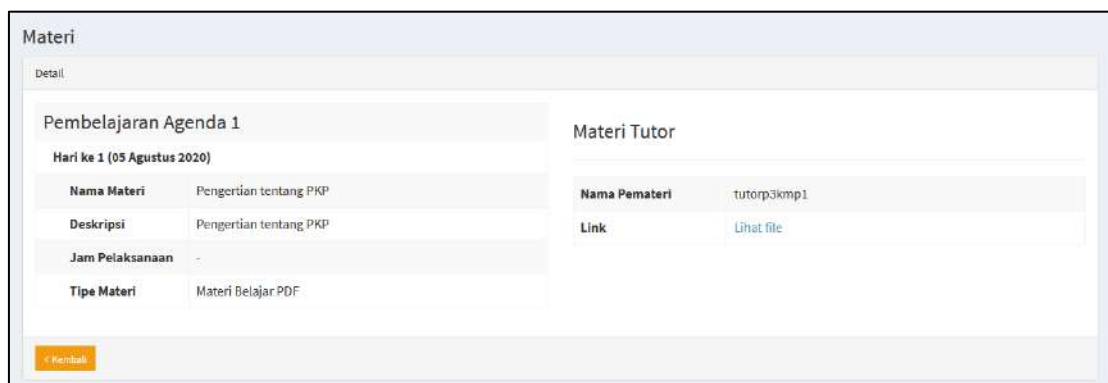 Materi
Detail
Pembelajaran Agenda 1
Hari ke 1 (05 Agustus 2020)
Nama Materi Pengertian tentang PKP
Deskripsi Pengertian tentang PKP
Jam Pelaksanaan -
Tipe Materi Materi Belajar PDF
Materi Tutor
Nama Pemateri tutorp3kmp1
Link Lihat file
< Kembali